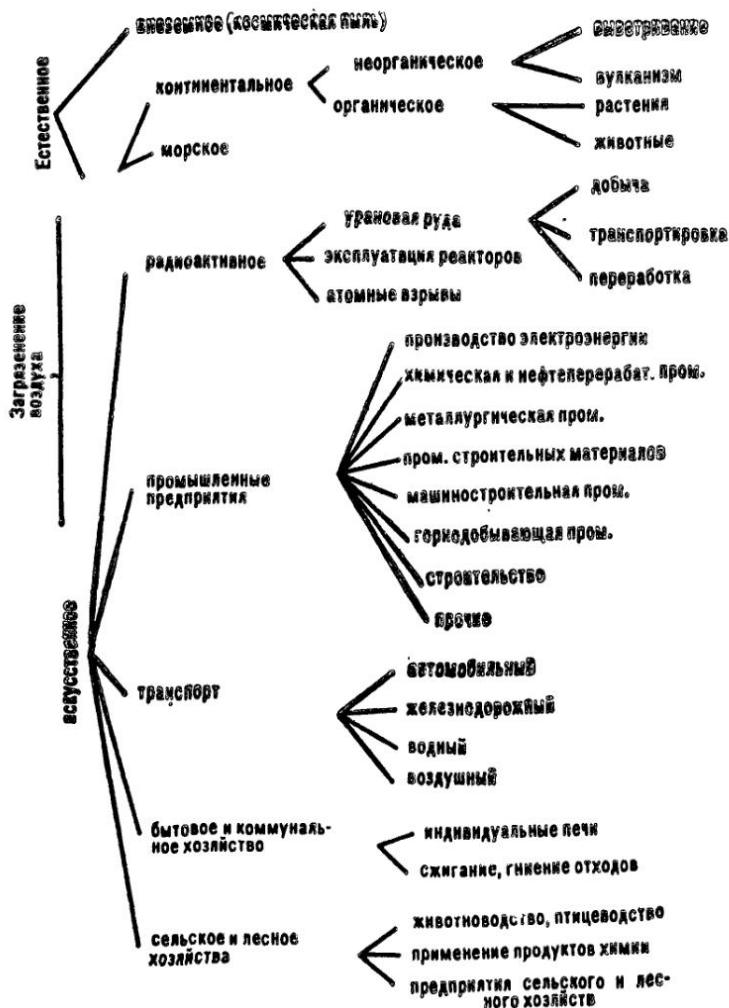 внеземное (космическая пыль)
выветривание
неорганическое
континентальное
вулканизм
органическое
растения
Естественное
морское
животные
добыча
урановая руда
транспортировка
радиоактивное
эксплуатация реакторов
переработка
атомные взрывы
Загрязнение
воздуха
производство электроэнергии
химическая и нефтеперерабат. пром.
металлургическая пром.
пром. строительных материалов
промышленные
предприятия
машиностроительная пром.
горнодобывающая пром.
строительство
прочие
искусственное
транспорт
автомобильный
железнодорожный
водный
воздушный
бытовое и коммуналь-
ное хозяйство
индивидуальные печи
сжигание, гниение отходов
сельское и лесное
хозяйства
животноводство, птицеводство
применение продуктов химии
предприятия сельского и лес-
ного хозяйств